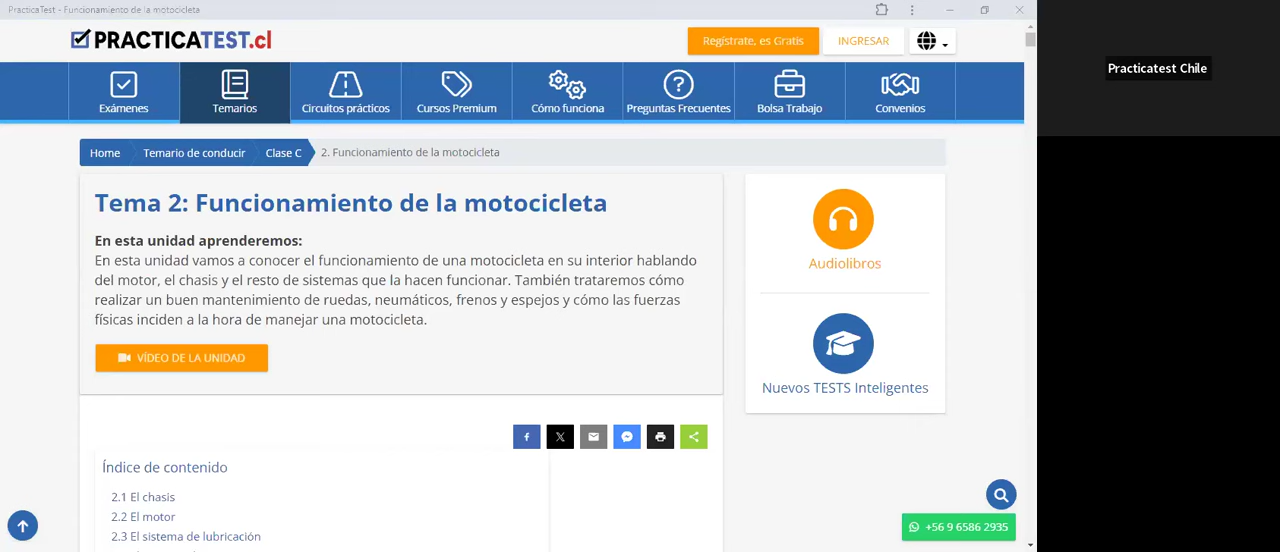 PracticaTest - Funcionamiento de la motocicleta
PRACTICATEST.cl
Regístrate, es Gratis
INGRESAR
Exámenes
Temarios
Circuitos prácticos
Cursos Premium
Cómo funciona
Preguntas Frecuentes
Bolsa Trabajo
Convenios
Practicatest Chile
Home
Temario de conducir
Clase C
2. Funcionamiento de la motocicleta
Tema 2: Funcionamiento de la motocicleta
En esta unidad aprenderemos:
En esta unidad vamos a conocer el funcionamiento de una motocicleta en su interior hablando
del motor, el chasis y el resto de sistemas que la hacen funcionar. También trataremos cómo
realizar un buen mantenimiento de ruedas, neumáticos, frenos y espejos y cómo las fuerzas
físicas inciden a la hora de manejar una motocicleta.
VÍDEO DE LA UNIDAD
Audiolibros
Nuevos TESTS Inteligentes
Índice de contenido
2.1 El chasis
2.2 El motor
2.3 El sistema de lubricación
+56 9 6586 2935